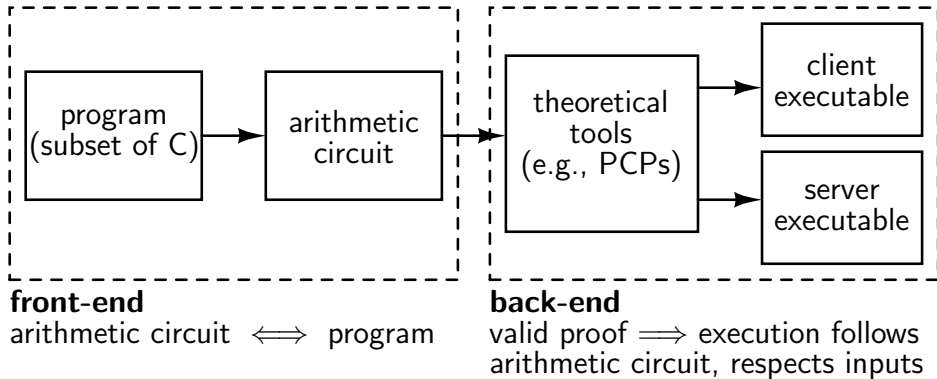 program
(subset of C)
arithmetic
circuit
theoretical
tools
(e.g., PCPs)
client
executable
server
executable
front-end
arithmetic circuit ⟺ program
back-end
valid proof ⟹ execution follows
arithmetic circuit, respects inputs